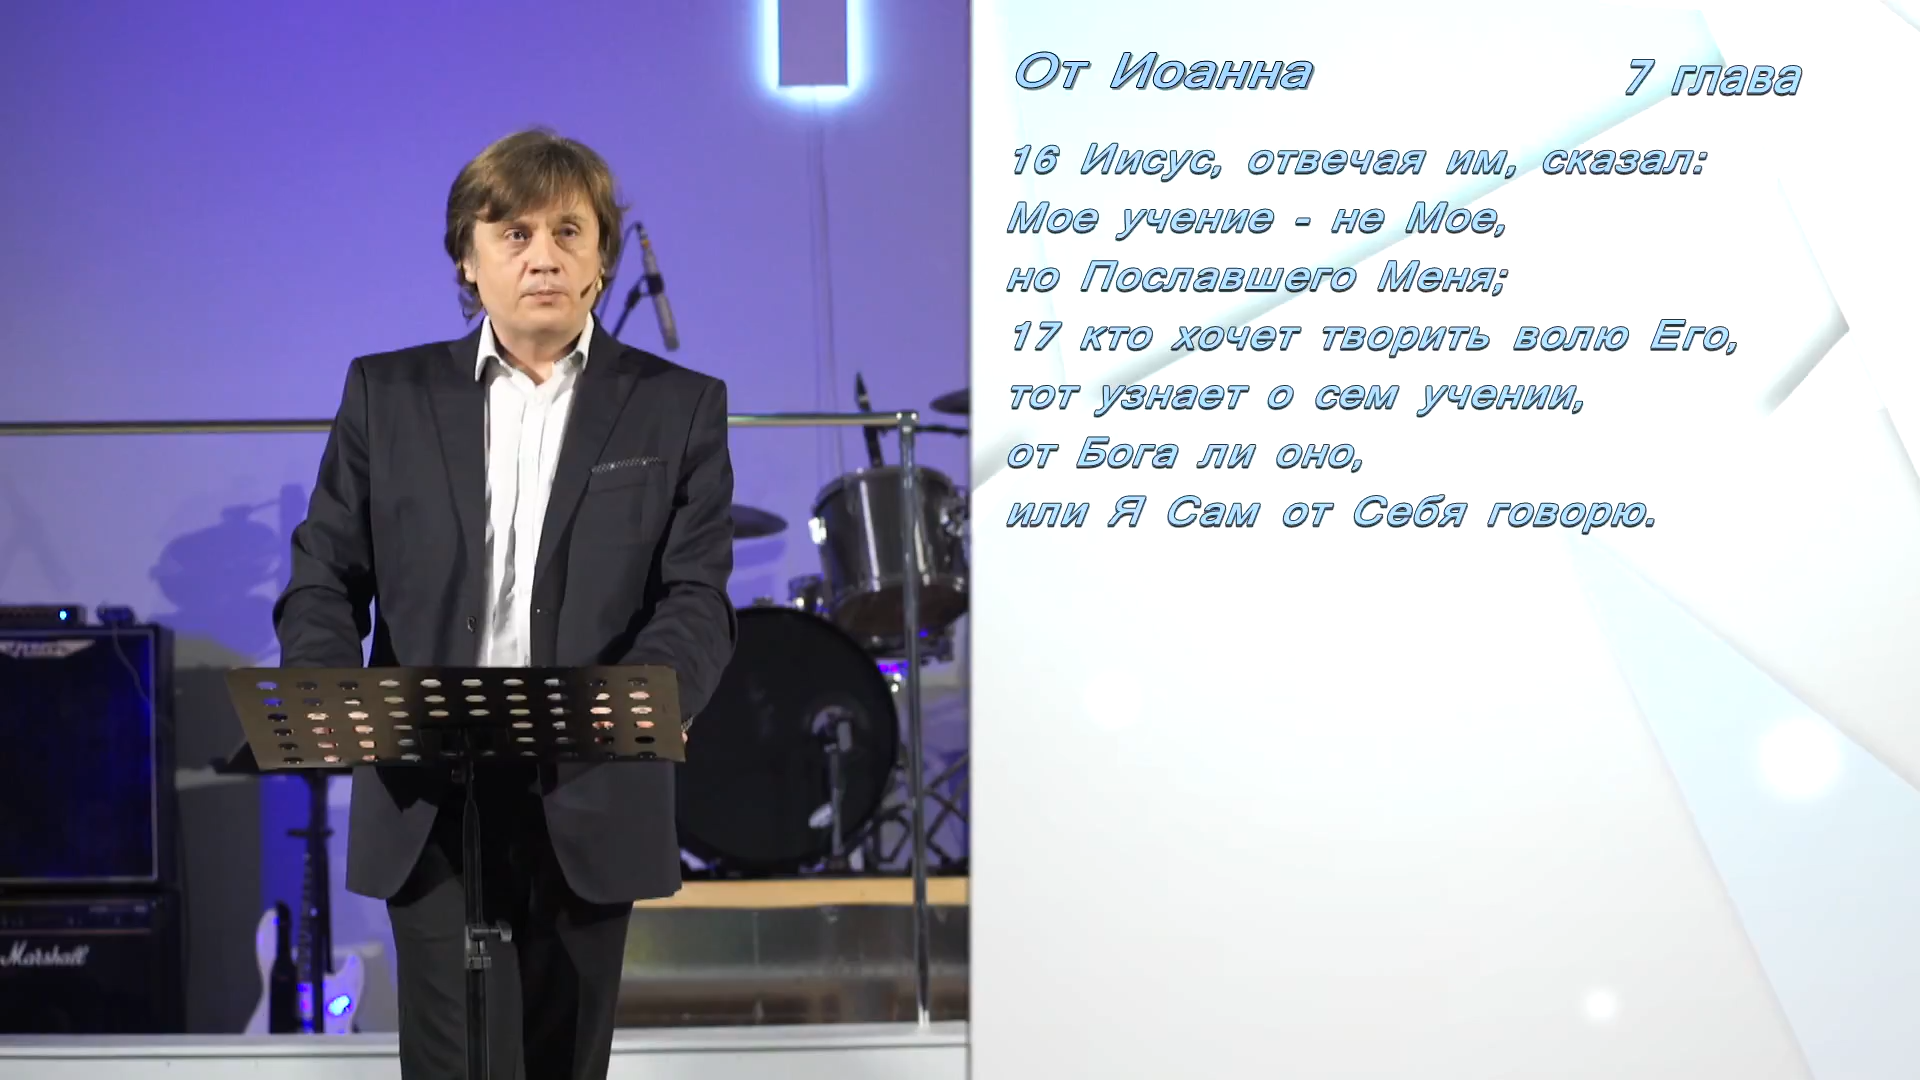 От Иоанна 7 глава
16 Иисус, отвечая им, сказал:
Мое учение - не Мое,
но Пославшего Меня;
17 кто хочет творить волю Его,
тот узнает о сем учении,
от Бога ли оно,
или Я Сам от Себя говорю.
Marshall